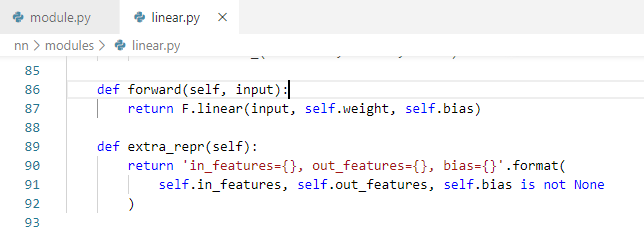 module.py linear.py
nn > modules > linear.py
85
86 def forward(self, input):
87 return F.linear(input, self.weight, self.bias)
88
89 def extra_repr(self):
90 return 'in_features={}, out_features={}, bias={}'.format(
91 self.in_features, self.out_features, self.bias is not None
92 )
93